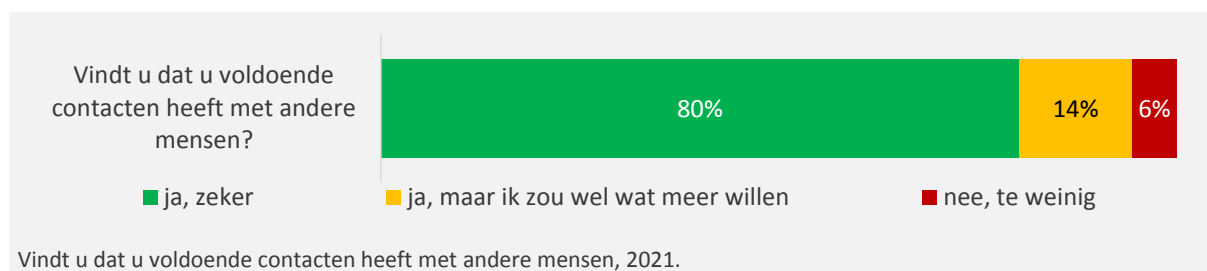 Vindt u dat u voldoende
contacten heeft met andere
mensen?
80%
14%
6%
ja, zeker
ja, maar ik zou wel wat meer willen
nee, te weinig
Vindt u dat u voldoende contacten heeft met andere mensen, 2021.